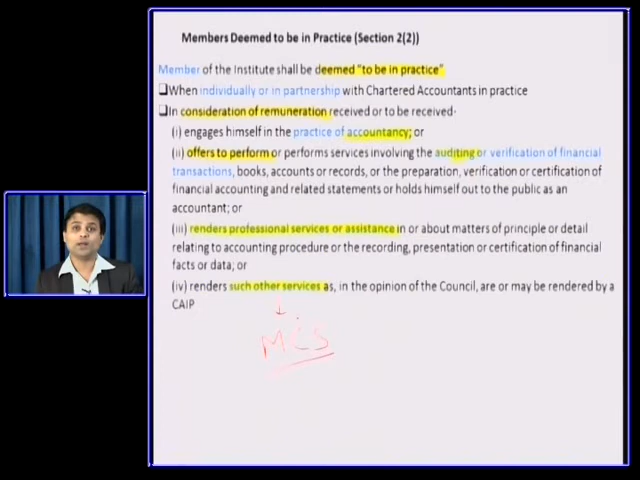 Members Deemed to be in Practice (Section 2(2))
Member of the Institute shall be deemed "to be in practice"
❑When individually or in partnership with Chartered Accountants in practice
❑In consideration of remuneration received or to be received-
(i) engages himself in the practice of accountancy; or
(ii) offers to perform or performs services involving the auditing or verification of financial
transactions, books, accounts or records, or the preparation, verification or certification of
financial accounting and related statements or holds himself out to the public as an
accountant; or
(iii) renders professional services or assistance in or about matters of principle or detail
relating to accounting procedure or the recording, presentation or certification of financial
facts or data; or
(iv) renders such other services as, in the opinion of the Council, are or may be rendered by a
CAIP
MCS